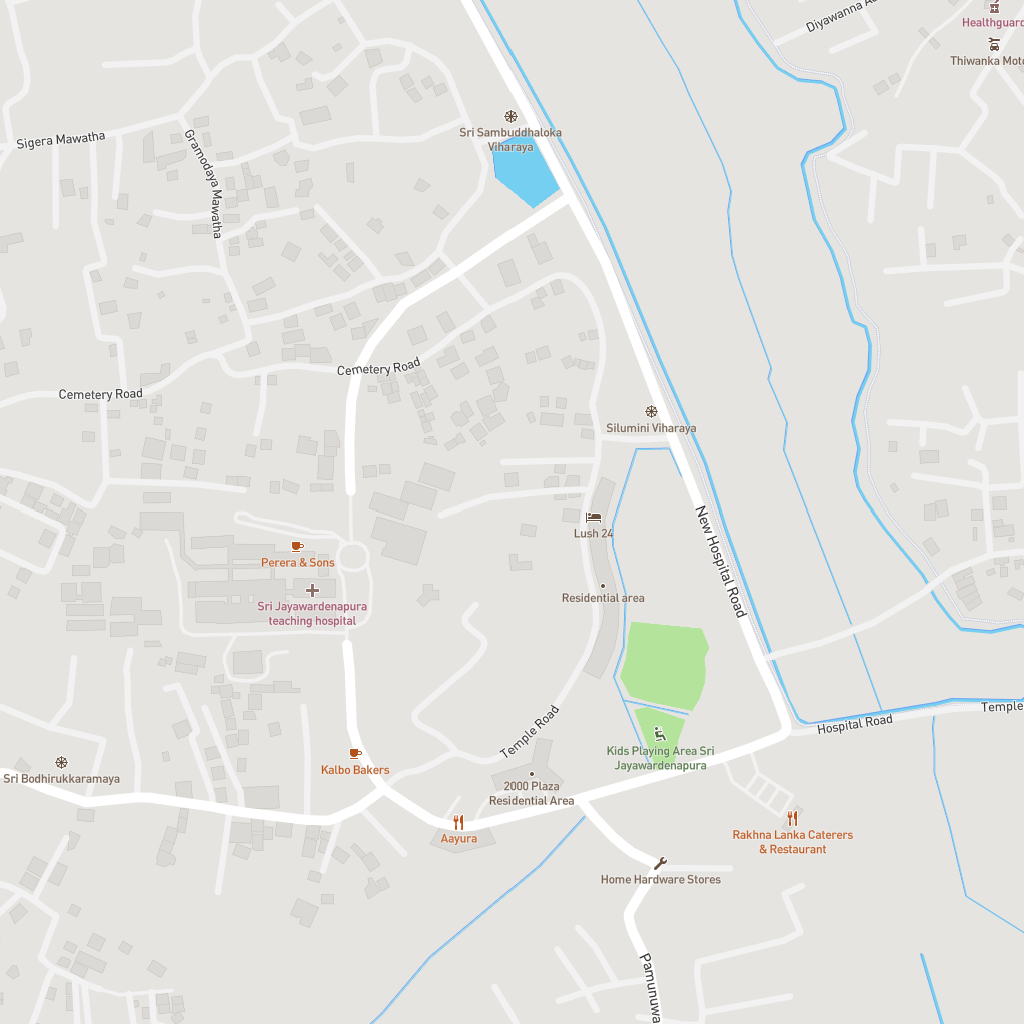 Diyawanna
Healthguard
Thiwanka Moto
Sri Sambuddhaloka
Viharaya
Sigera Mawatha
Gramodaya Mawatha
Cemetery Road
Cemetery Road
Silumini Viharaya
New Hospital Road
Lush 24
Perera & Sons
Residential area
Sri Jayawardenapura
teaching hospital
Temple Road
Temple
Hospital Road
Kids Playing Area Sri
Jayawardenapura
Kalbo Bakers
Sri Bodhirukkaramaya
2000 Plaza
Residential Area
Aayura
Rakhna Lanka Caterers
& Restaurant
Home Hardware Stores
Pamunuwa